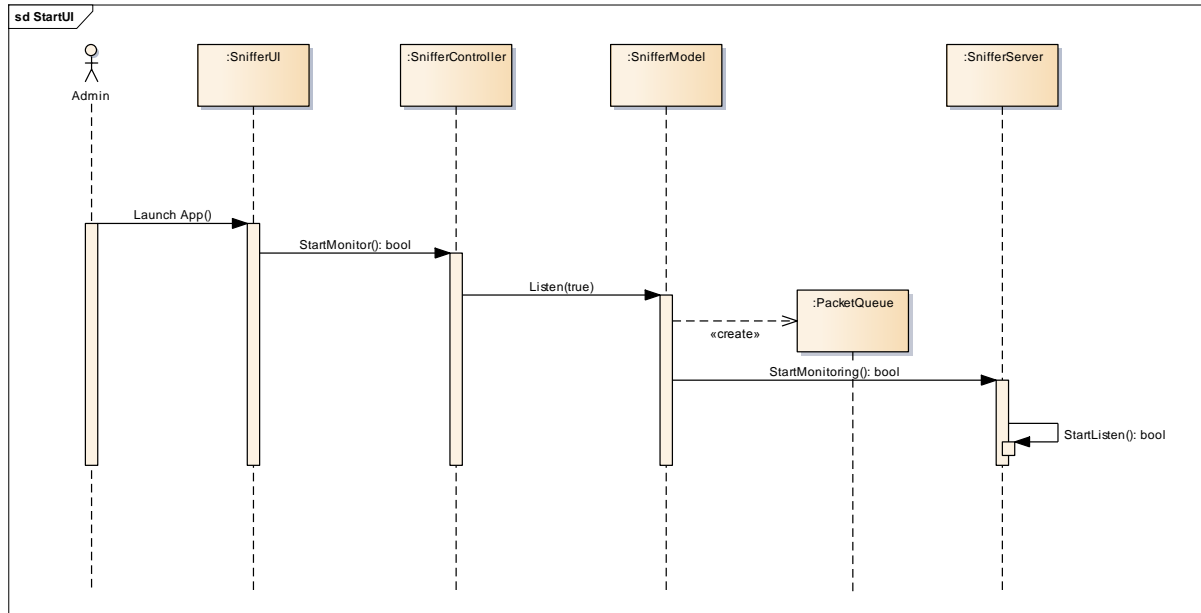 sd StartUI
:SnifferUI
:SnifferController
:SnifferModel
:SnifferServer
Admin
Launch App()
StartMonitor(): bool
Listen(true)
:PacketQueue
«create»
StartMonitoring(): bool
StartListen(): bool